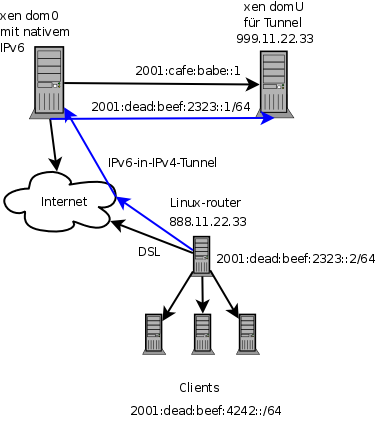 xen dom0
mit nativem
IPv6
xen domU
für Tunnel
999.11.22.33
2001:cafe:babe::1
2001:dead:beef:2323::1/64
IPv6-in-IPv4-Tunnel
Internet
Linux-router
888.11.22.33
DSL
2001:dead:beef:2323::2/64
Clients
2001:dead:beef:4242::/64